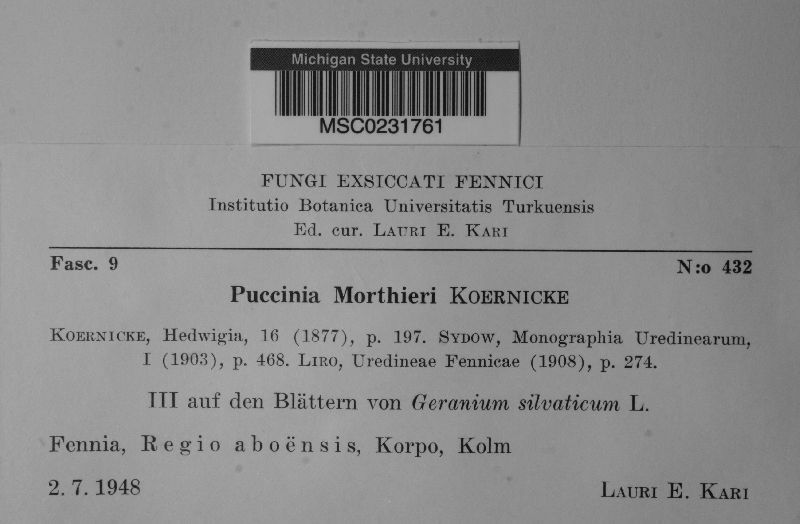 Michigan State University
MSC0231761
FUNGI EXSICCATI FENNICI
Institutio Botanica Universitatis Turkuensis
Ed. cur. LAURI E. KARI
Fasc. 9 N:o 432
Puccinia Morthieri KOERNICKE
KOERNICKE, Hedwigia, 16 (1877), p. 197. SYDOW, Monographia Uredinearum,
I (1903), p. 468. LIRO, Uredineae Fennicae (1908), p. 274.
III auf den Blättern von Geranium silvaticum L.
Fennia, Regio aboënsis, Korpo, Kolm
2. 7. 1948 LAURI E. KARI